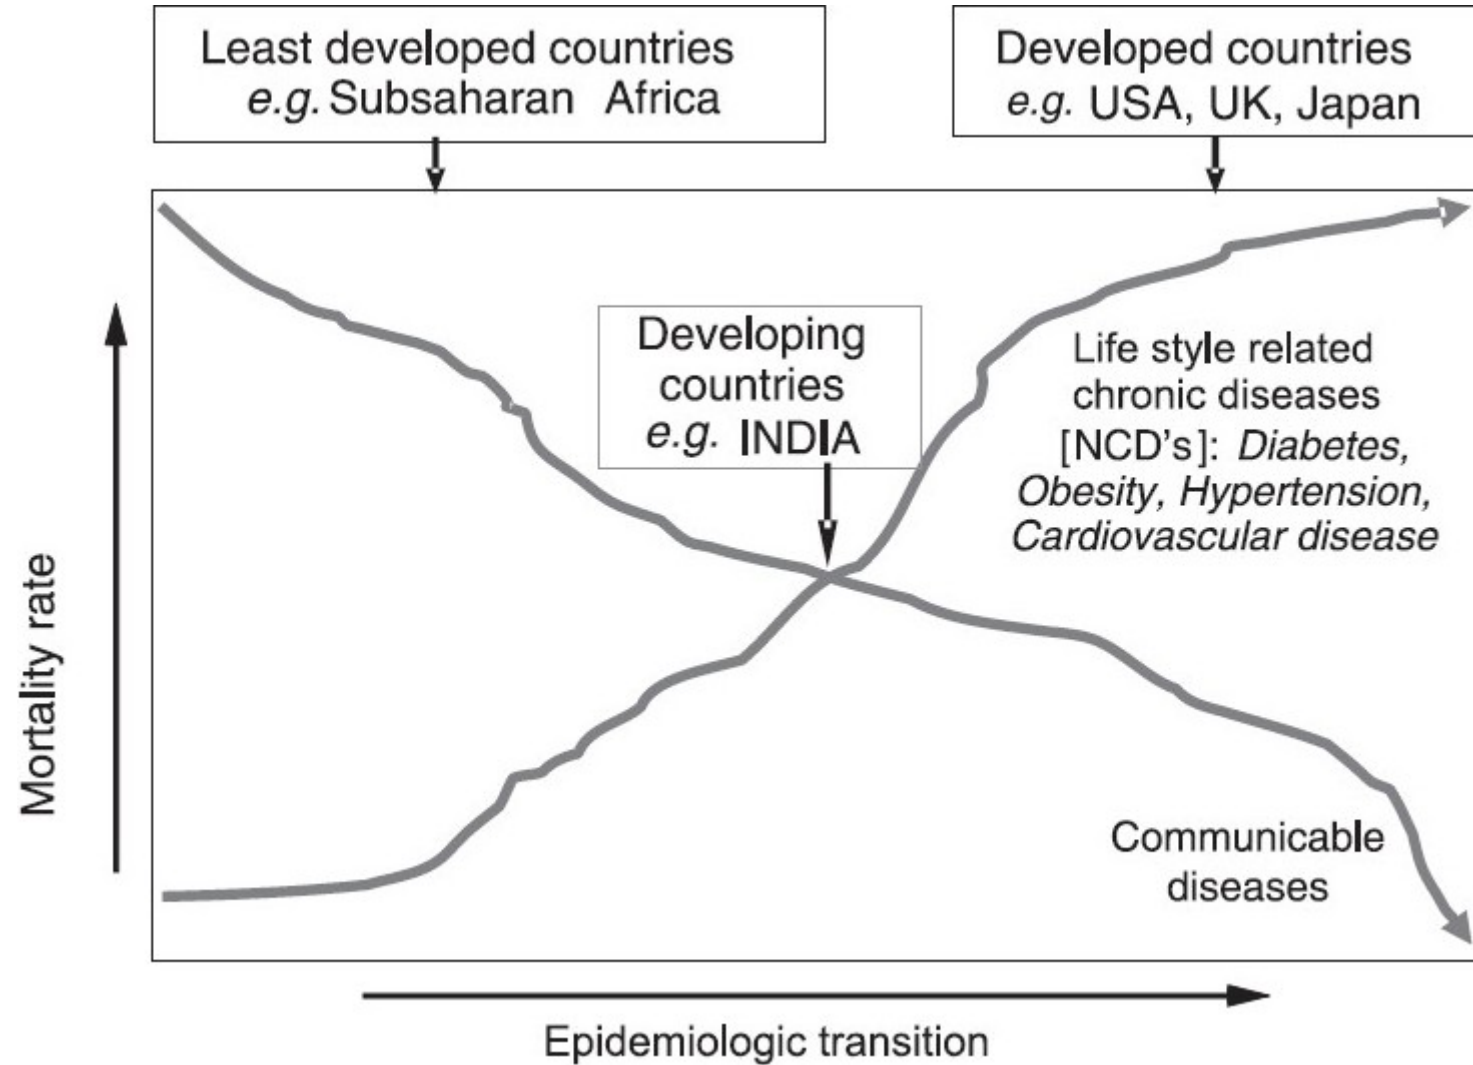 Least developed countries
e.g. Subsaharan Africa
Developed countries
e.g. USA, UK, Japan
Developing
countries
e.g. INDIA
Life style related
chronic diseases
[NCD's]: Diabetes,
Obesity, Hypertension,
Cardiovascular disease
Communicable
diseases
Mortality rate
Epidemiologic transition